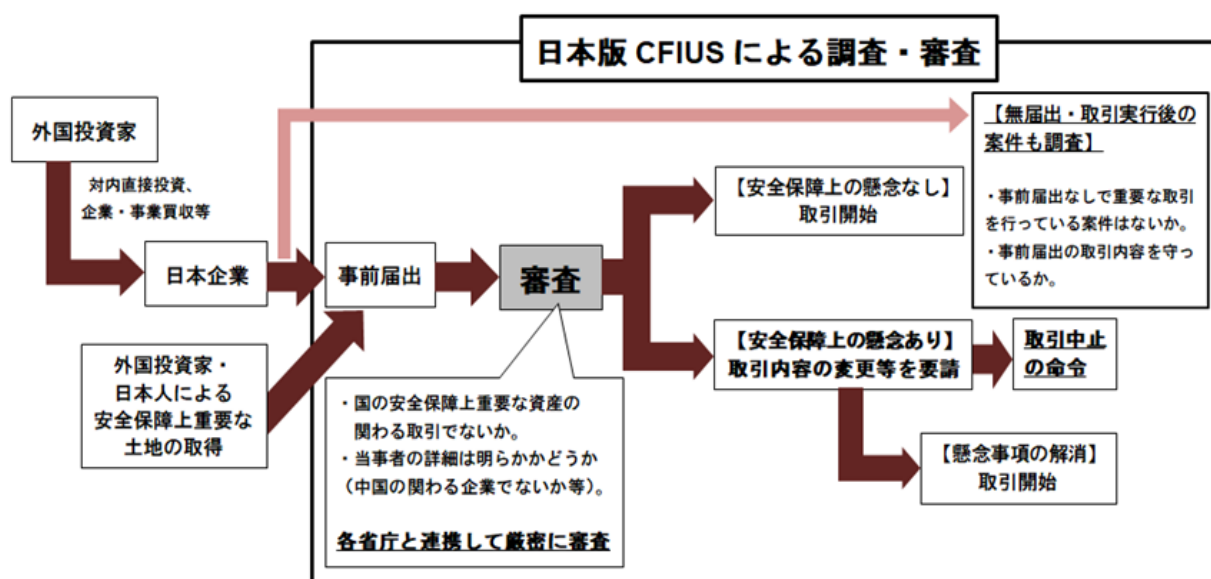 日本版 CFIUS による調査・審査
外国投資家
対内直接投資、
企業・事業買収等
日本企業
外国投資家・
日本人による
安全保障上重要な
土地の取得
事前届出
審査
・国の安全保障上重要な資産の
関わる取引でないか。
・当事者の詳細は明らかかどうか
（中国の関わる企業でないか等）。
各省庁と連携して厳密に審査
【安全保障上の懸念なし】
取引開始
【安全保障上の懸念あり】
取引内容の変更等を要請
取引中止
の命令
【懸念事項の解消】
取引開始
【無届出・取引実行後の
案件も調査】
・事前届出なしで重要な取引
を行っている案件はないか。
・事前届出の取引内容を守っ
ているか。